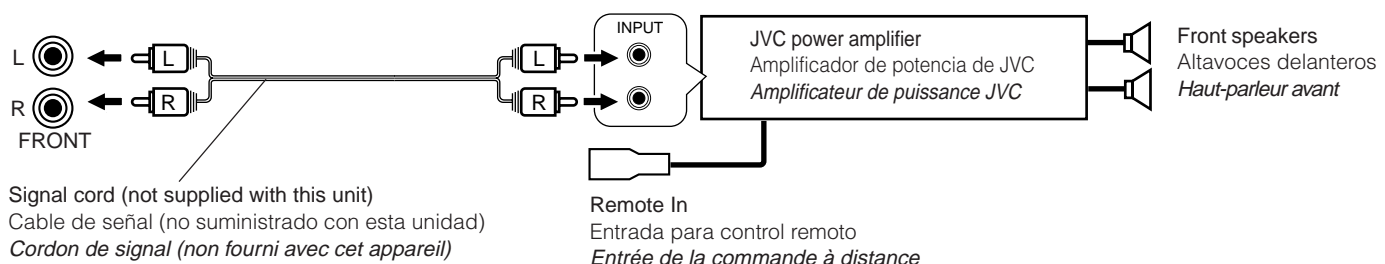 L
R
FRONT
L
R
Signal cord (not supplied with this unit)
Cable de señal (no suministrado con esta unidad)
Cordon de signal (non fourni avec cet appareil)
L
R
INPUT
JVC power amplifier
Amplificador de potencia de JVC
Amplificateur de puissance JVC
Remote In
Entrada para control remoto
Entrée de la commande à distance
Front speakers
Altavoces delanteros
Haut-parleur avant